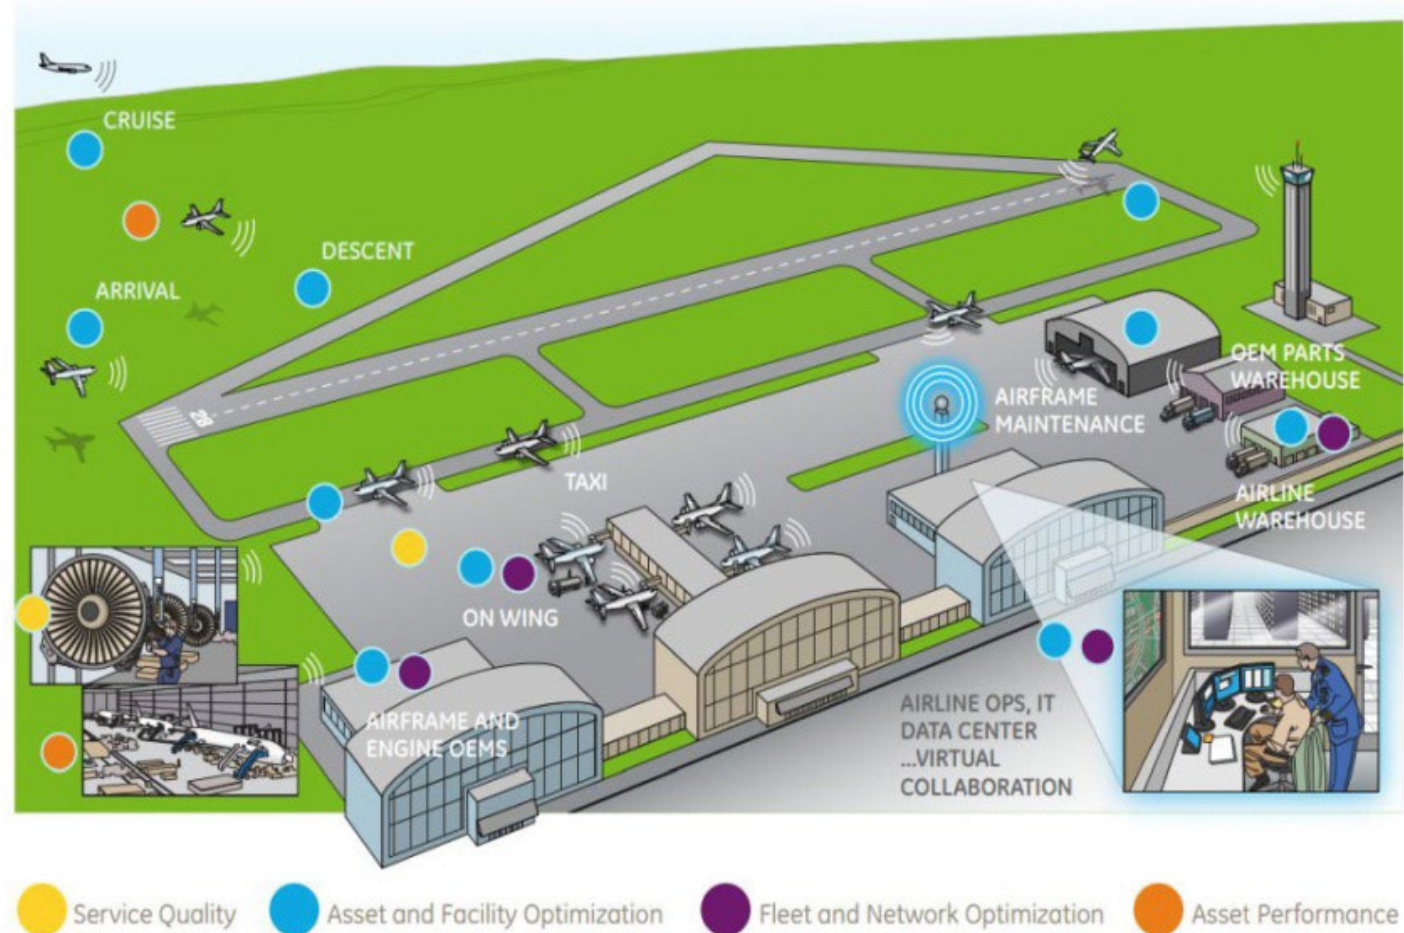 CRUISE
DESCENT
ARRIVAL
28
OEM PARTS
WAREHOUSE
AIRFRAME
MAINTENANCE
TAXI
AIRLINE
WAREHOUSE
ON WING
AIRFRAME AND
ENGINE OEMS
AIRLINE OPS, IT
DATA CENTER
...VIRTUAL
COLLABORATION
Service Quality
Asset and Facility Optimization
Fleet and Network Optimization
Asset Performance